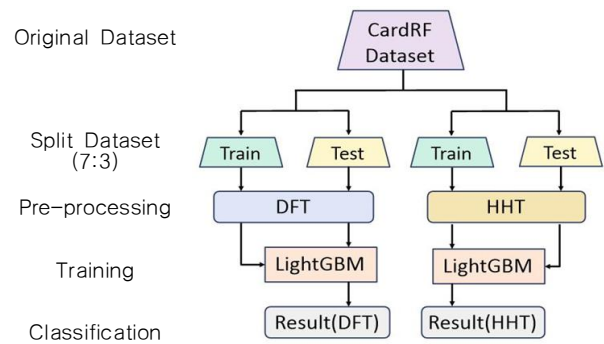 Original Dataset
CardRF
Dataset
Split Dataset
(7:3)
Train
Test
Train
Test
Pre-processing
DFT
HHT
Training
LightGBM
LightGBM
Classification
Result(DFT)
Result(HHT)